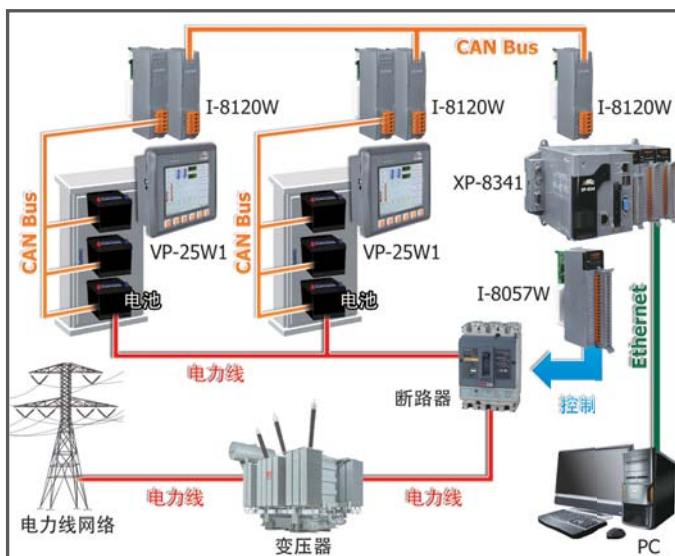 CAN Bus
I-8120W
I-8120W
I-8120W
XP-8341
CAN Bus
VP-25W1
CAN Bus
VP-25W1
I-8057W
电池
电池
Ethernet
电力线
断路器
控制
电力线
电力线
电力线网络
变压器
PC